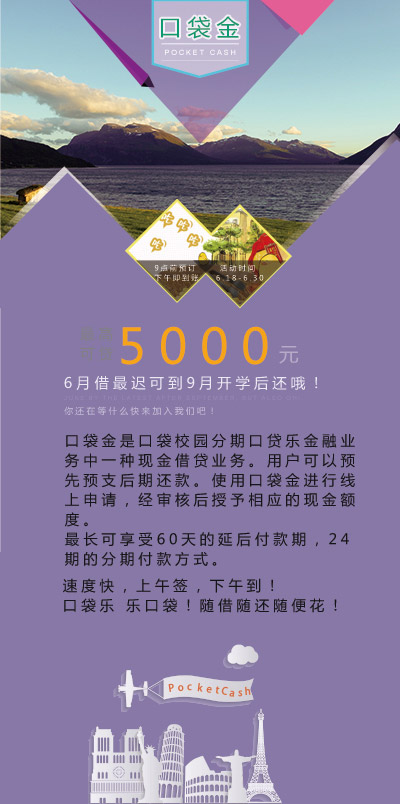 口袋金
POCKET CASH
9点前预订
下午即到账
活动时间
6.18-6.30
5000元
6月借最迟可到9月开学后还哦！
你还在等什么快来加入我们吧！
口袋金是口袋校园分期口贷乐金融业
务中一种现金借贷业务。用户可以预
先预支后期还款。使用口袋金进行线
上申请，经审核后授予相应的现金额
度。
最长可享受60天的延后付款期，24
期的分期付款方式。
速度快，上午签，下午到！
口袋乐 乐口袋！随借随还随便花！
PocketCash